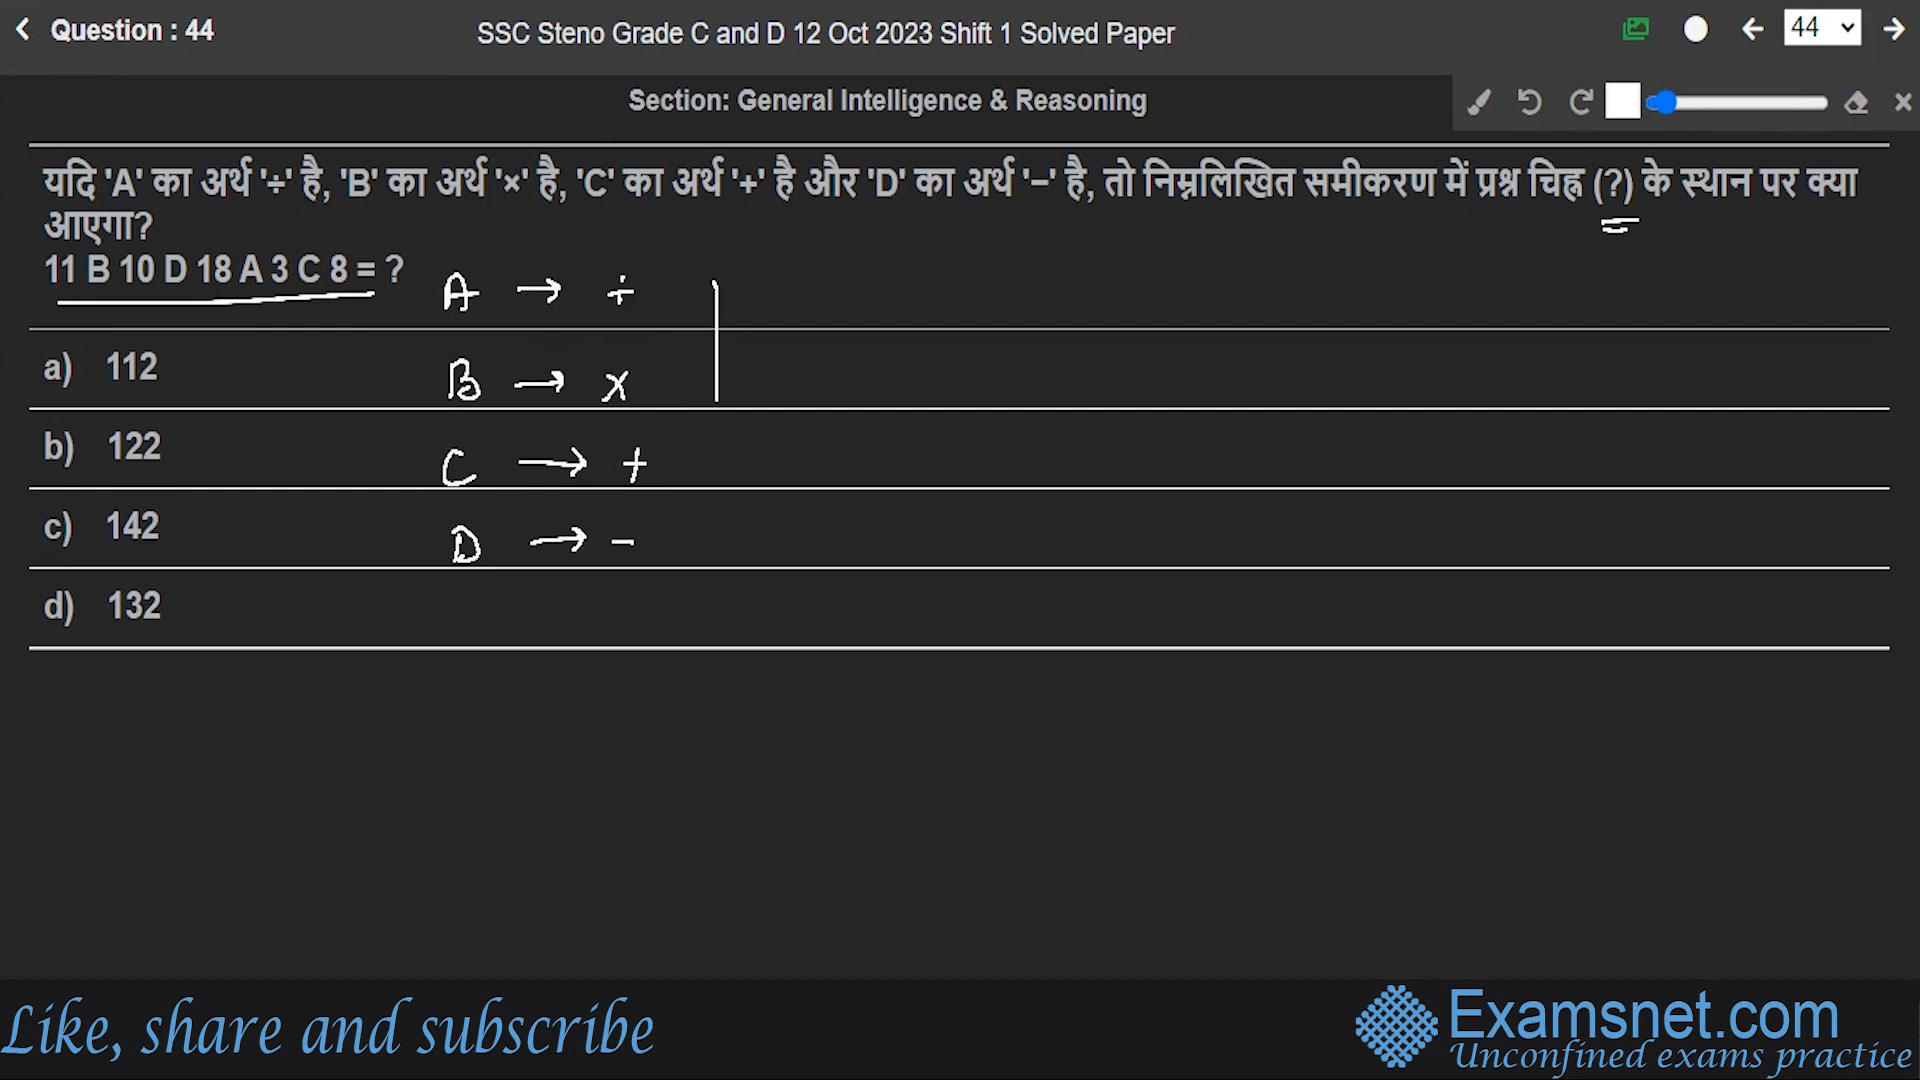 Question : 44
SSC Steno Grade C and D 12 Oct 2023 Shift 1 Solved Paper
44
Section: General Intelligence & Reasoning
यदि 'A' का अर्थ '÷' है, 'B' का अर्थ '×' है, 'C' का अर्थ '+' है और 'D' का अर्थ '−' है, तो निम्नलिखित समीकरण में प्रश्न चिह्न (?) के स्थान पर क्या
आएगा?
11 B 10 D 18 A 3 C 8 = ?
A → ÷
a) 112
B → ×
b) 122
C → +
c) 142
D → −
d) 132
Like, share and subscribe
Examsnet.com
Unconfined exams practice